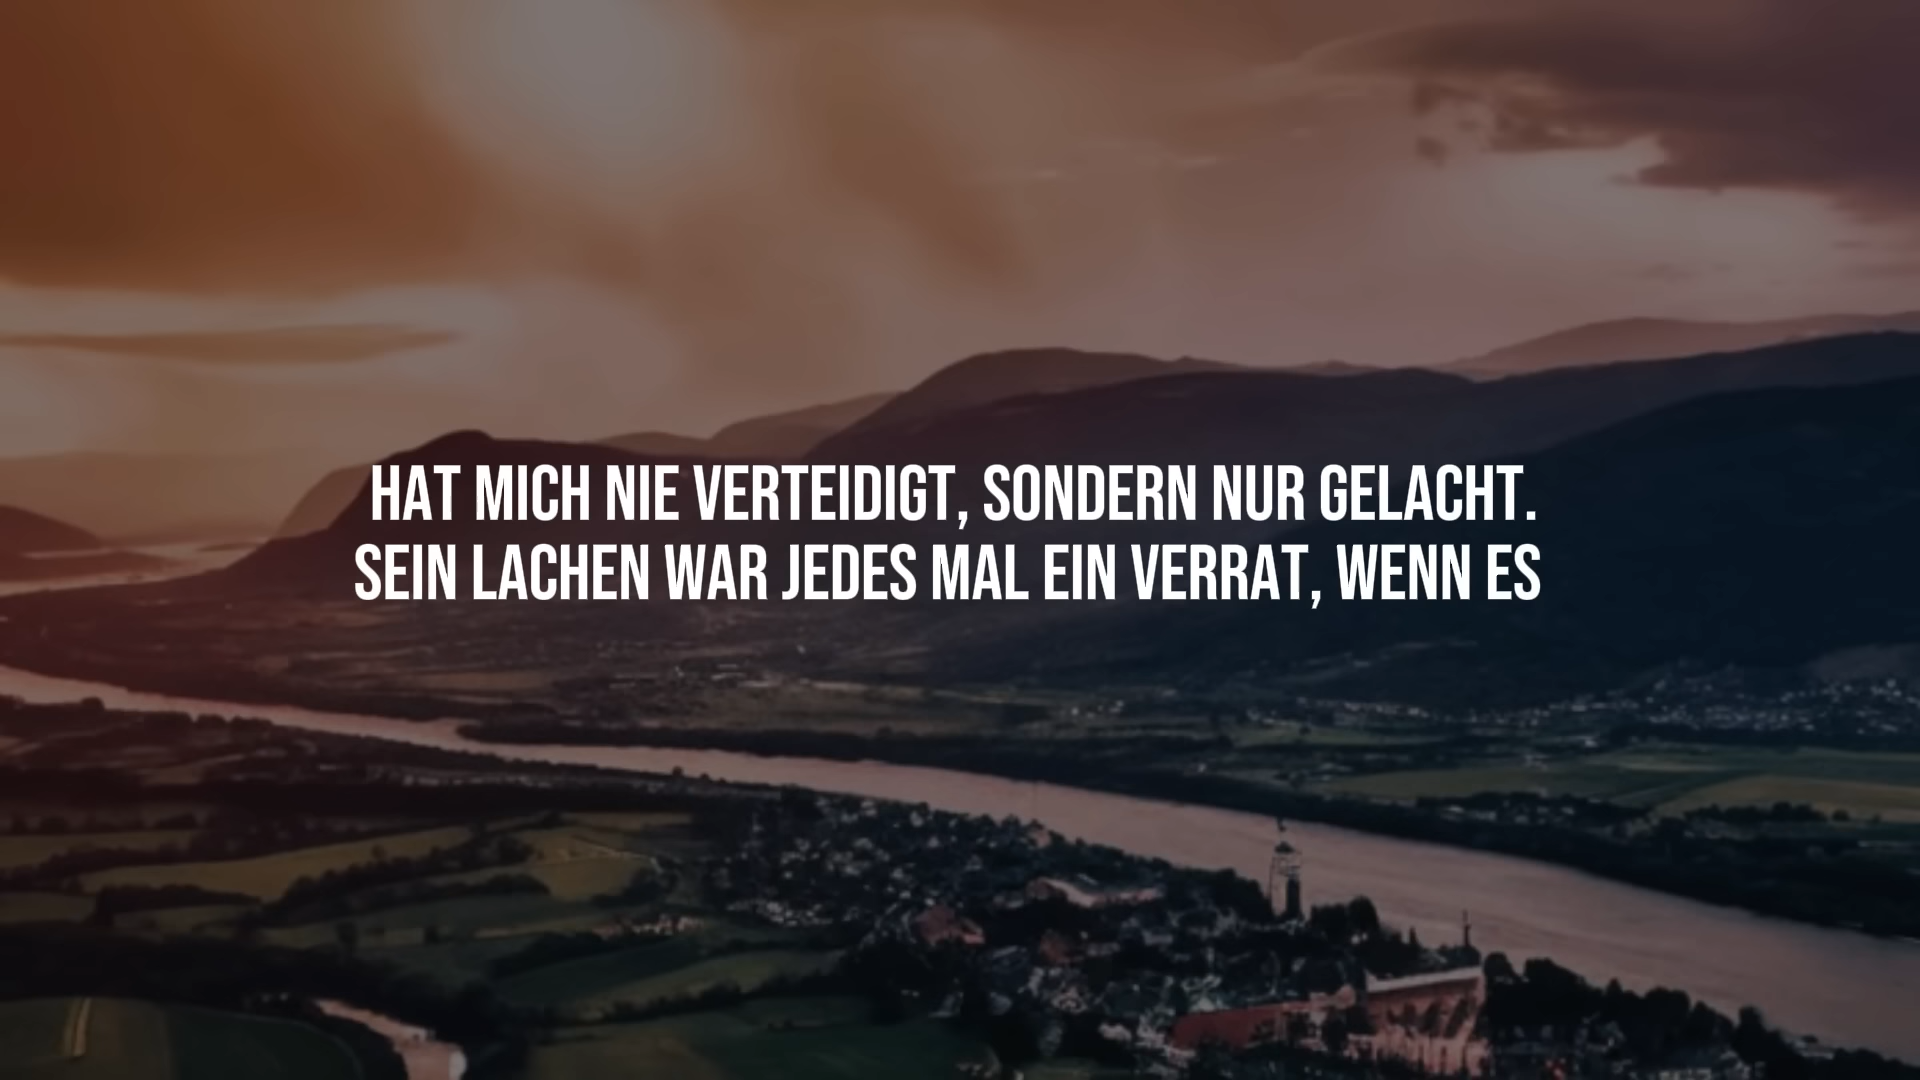 HAT MICH NIE VERTEIDIGT, SONDERN NUR GELACHT.
SEIN LACHEN WAR JEDES MAL EIN VERRAT, WENN ES